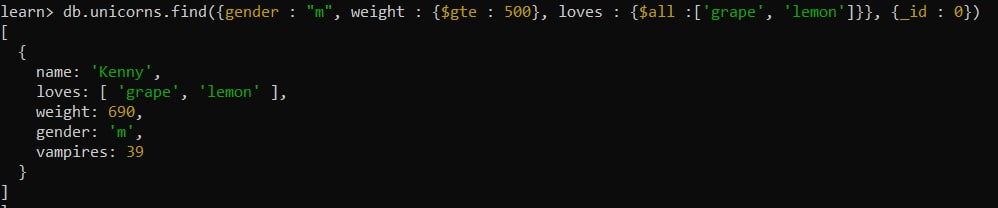 learn> db.unicorns.find({gender : "m", weight : {$gte : 500}, loves : {$all :['grape', 'lemon']}}, {_id : 0})
[
  {
    name: 'Kenny',
    loves: [ 'grape', 'lemon' ],
    weight: 690,
    gender: 'm',
    vampires: 39
  }
]